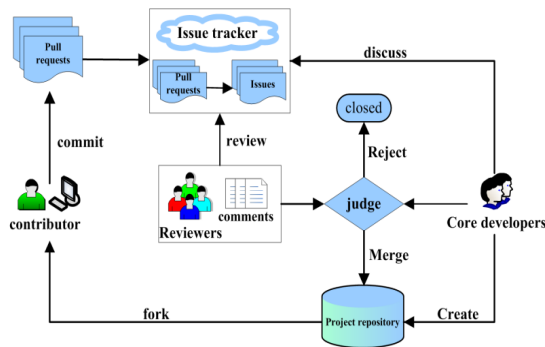 Pull
requests
Issue tracker
Pull
requests
Issues
discuss
closed
commit
review
Reject
contributor
Reviewers
comments
judge
Core developers
Merge
fork
Project repository
Create